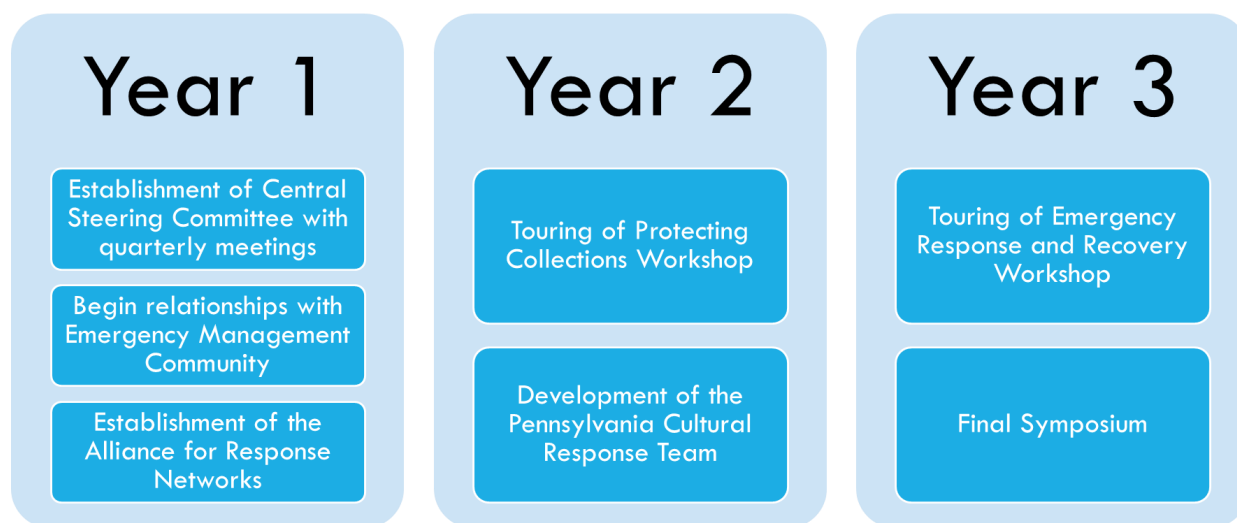 Year 1
Establishment of Central
Steering Committee with
quarterly meetings
Begin relationships with
Emergency Management
Community
Establishment of the
Alliance for Response
Networks
Year 2
Touring of Protecting
Collections Workshop
Development of the
Pennsylvania Cultural
Response Team
Year 3
Touring of Emergency
Response and Recovery
Workshop
Final Symposium